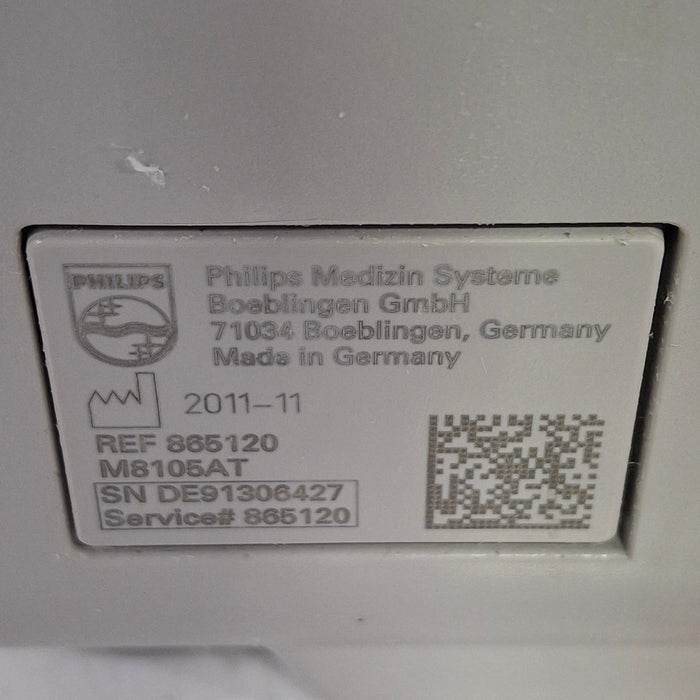 PHILIPS
Philips Medizin Systeme
Boeblingen GmbH
71034 Boeblingen, Germany
Made in Germany
2011-11
REF 865120
M8105AT
SN DE91306427
Service# 865120